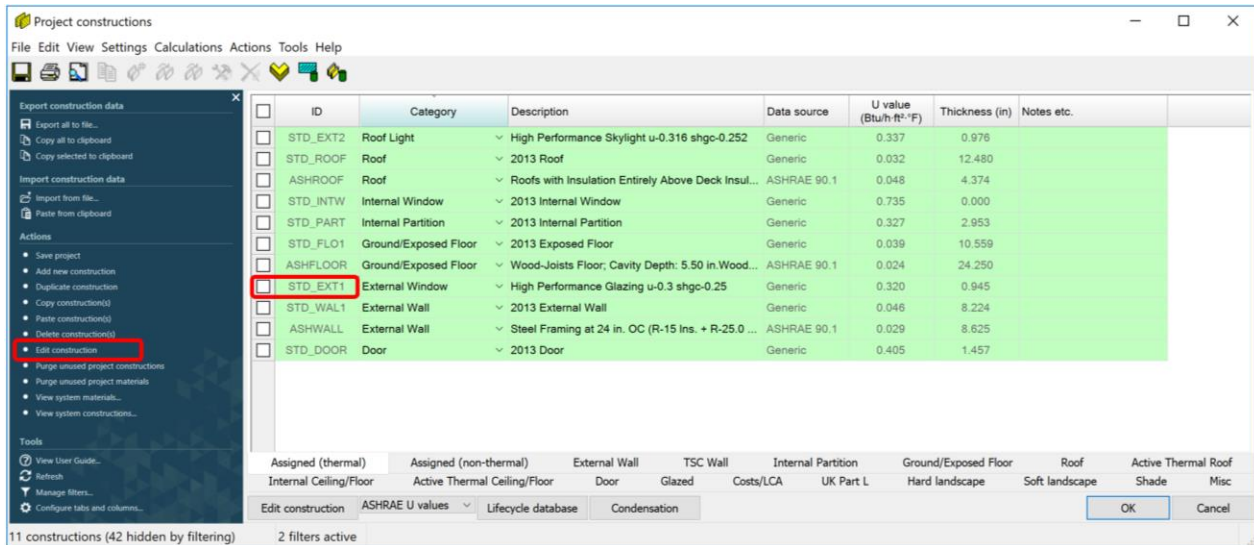 Project constructions
File Edit View Settings Calculations Actions Tools Help
Export construction data
Export all to file...
Copy all to clipboard
Copy selected to clipboard
Import construction data
Import from file...
Paste from clipboard
Actions
Save project
Add new construction
Duplicate construction
Copy construction(s)
Paste construction(s)
Delete construction(s)
Edit construction
Purge unused project constructions
Purge unused project materials
View system materials...
View system constructions...
Tools
View User Guide...
Refresh
Manage filters...
Configure tabs and columns...
ID Category Description Data source U value (Btu/h·ft²·°F) Thickness (in) Notes etc.
STD_EXT2 Roof Light High Performance Skylight u-0.316 shgc-0.252 Generic 0.337 0.976
STD_ROOF Roof 2013 Roof Generic 0.032 12.480
ASHROOF Roof Roofs with Insulation Entirely Above Deck Insul... ASHRAE 90.1 0.048 4.374
STD_INTW Internal Window 2013 Internal Window Generic 0.735 0.000
STD_PART Internal Partition 2013 Internal Partition Generic 0.327 2.953
STD_FLO1 Ground/Exposed Floor 2013 Exposed Floor Generic 0.039 10.559
ASHFLOOR Ground/Exposed Floor Wood-Joists Floor; Cavity Depth: 5.50 in.Wood... ASHRAE 90.1 0.024 24.250
STD_EXT1 External Window High Performance Glazing u-0.3 shgc-0.25 Generic 0.320 0.945
STD_WAL1 External Wall 2013 External Wall Generic 0.046 8.224
ASHWALL External Wall Steel Framing at 24 in. OC (R-15 Ins. + R-25.0 ... ASHRAE 90.1 0.029 8.625
STD_DOOR Door 2013 Door Generic 0.405 1.457
Assigned (thermal) Assigned (non-thermal) External Wall TSC Wall Internal Partition Ground/Exposed Floor Roof Active Thermal Roof
Internal Ceiling/Floor Active Thermal Ceiling/Floor Door Glazed Costs/LCA UK Part L Hard landscape Soft landscape Shade Misc
Edit construction ASHRAE U values Lifecycle database Condensation OK Cancel
11 constructions (42 hidden by filtering) 2 filters active